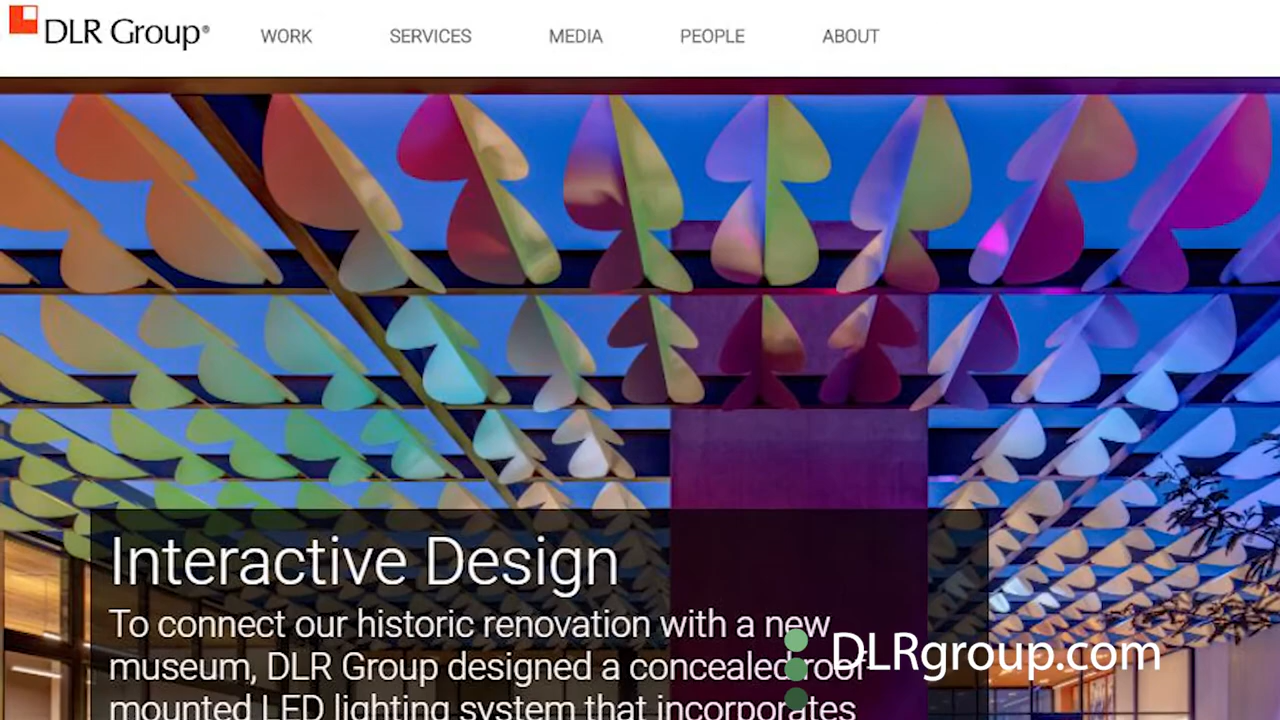 DLR Group®
WORK
SERVICES
MEDIA
PEOPLE
ABOUT
Interactive Design
To connect our historic renovation with a new
museum, DLR Group designed a concealed roof
mounted LED lighting system that incorporates
DLRgroup.com